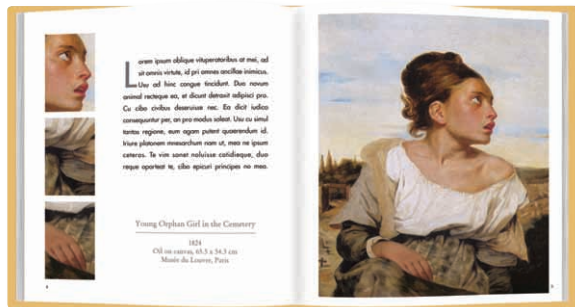 Lorem ipsum oblique vituperatoribus at mei, ad
sit omnis virtute, id pri omnes ancillae inimicus.
Usu ad hinc congue tincidunt. Duo novum
animal recteque ea, et dicunt detraxit adipisci pro.
Cu cibo civibus deseruisse nec. Ea dicit iudico
consequuntur per, an pro modus soleat. Usu cu simul
tantas regione, eum agam putent quaerendum id.
Iriure platonem mnesarchum nam ut, mea ne ipsum
ceteros. Te vim sonet noluisse cotidieque, duo
reque oporteat te, cibo epicuri principes no mea.
Young Orphan Girl in the Cemetery
1824
Oil on canvas, 65.5 x 54.3 cm
Musée du Louvre, Paris